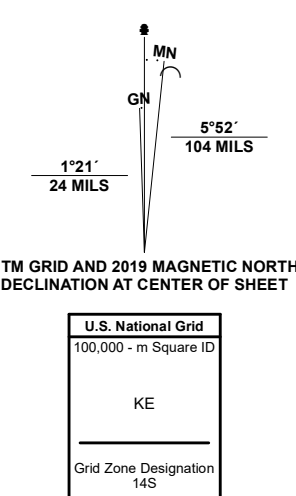 MN
GN
5°52´
104 MILS
1°21´
24 MILS
TM GRID AND 2019 MAGNETIC NORTH
DECLINATION AT CENTER OF SHEET
U.S. National Grid
100,000 - m Square ID
KE
Grid Zone Designation
14S